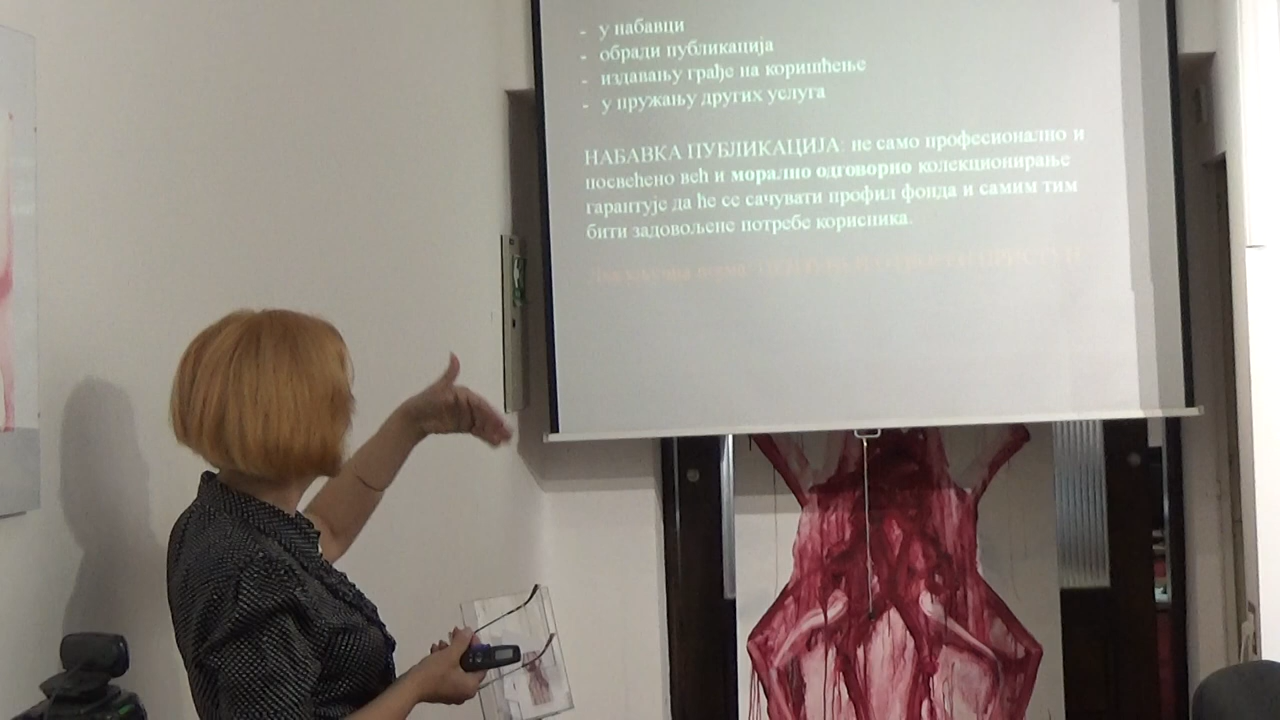 - у набавци
- обради публикација
- издавању грађе на коришћење
- у пружању других услуга
НАБАВКА ПУБЛИКАЦИЈА: не само професионално и
посвећено већ и морално одговорно колекционирање
гарантује да ће се сачувати профил фонда и самим тим
бити задовољене потребе корисника.